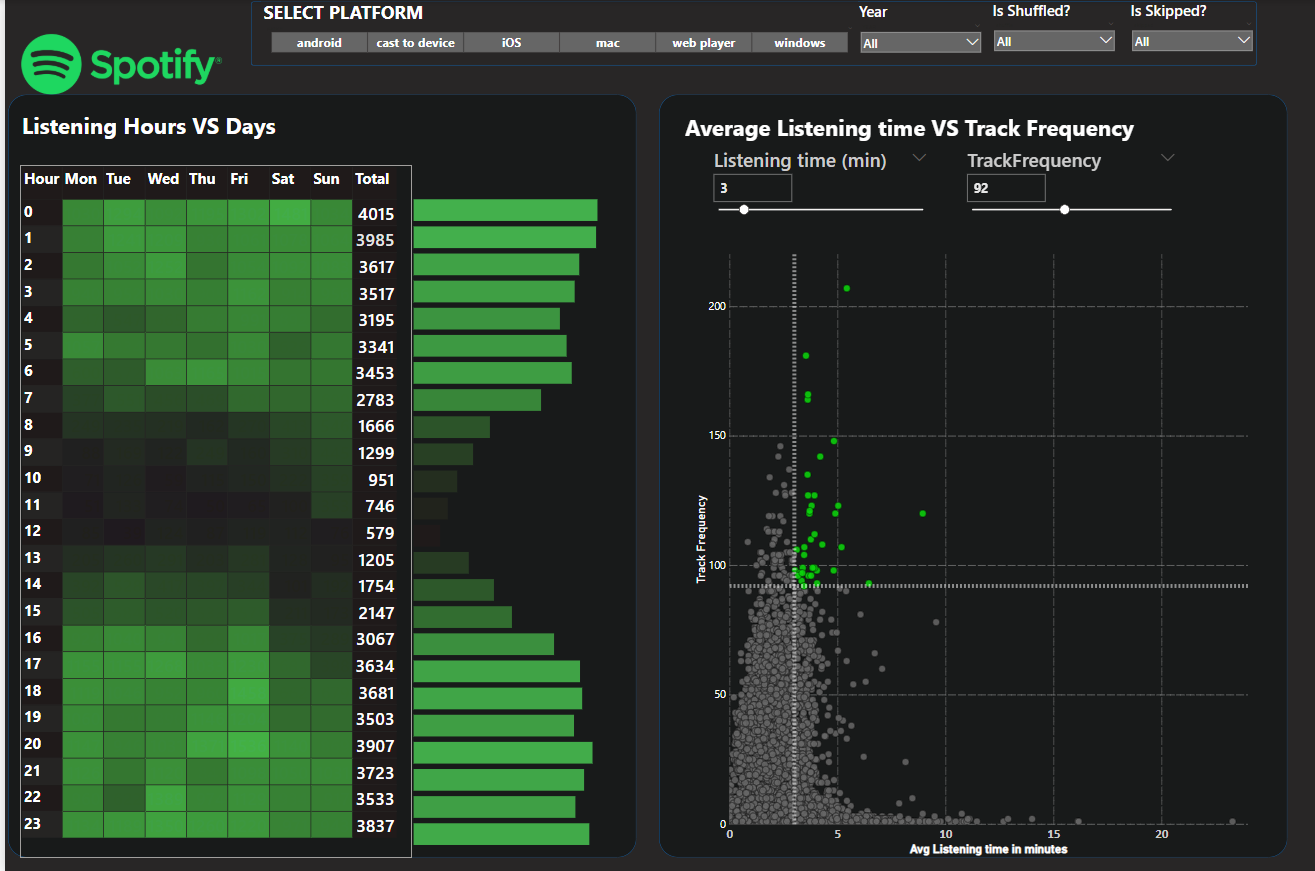 SELECT PLATFORM
android cast to device iOS mac web player windows
Year
All
Is Shuffled?
All
Is Skipped?
All
Spotify®
Listening Hours VS Days
Hour Mon Tue Wed Thu Fri Sat Sun Total
0 4015
1 3985
2 3617
3 3517
4 3195
5 3341
6 3453
7 2783
8 1666
9 1299
10 951
11 746
12 579
13 1205
14 1754
15 2147
16 3067
17 3634
18 3681
19 3503
20 3907
21 3723
22 3533
23 3837
Average Listening time VS Track Frequency
Listening time (min)
3
TrackFrequency
92
Track Frequency
200
150
100
50
0
0 5 10 15 20
Avg Listening time in minutes